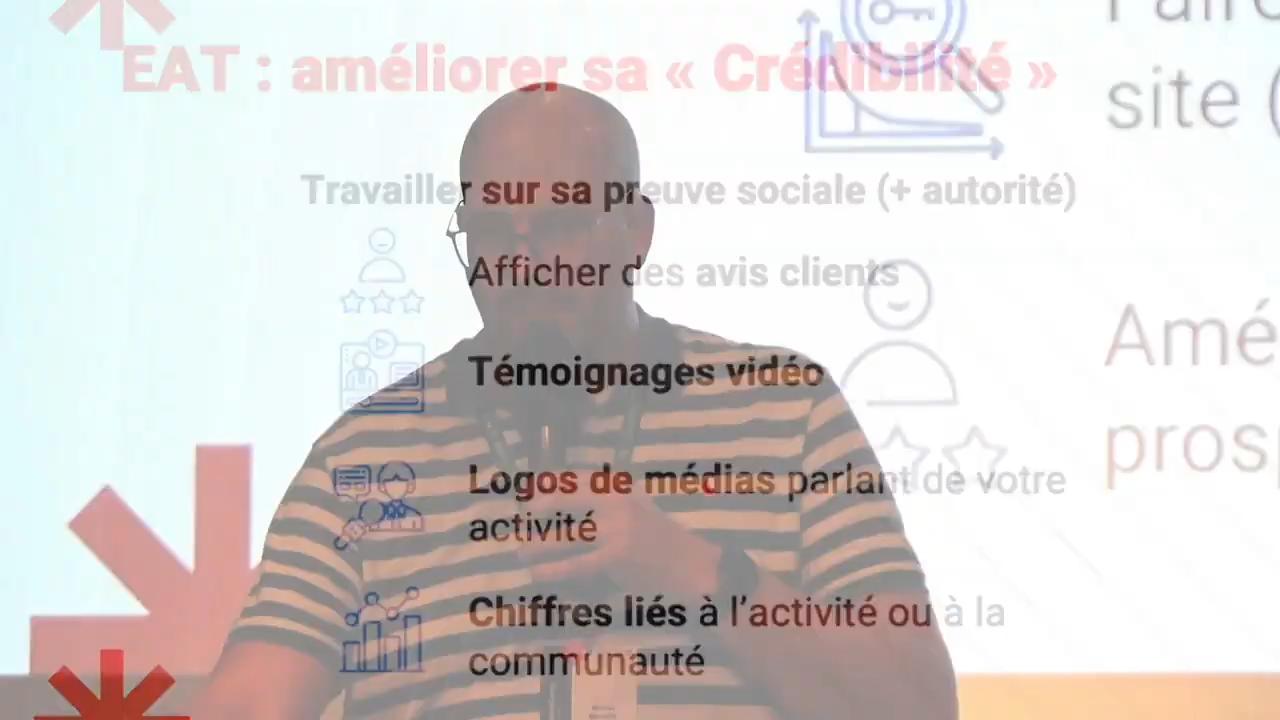 EAT : améliorer sa « Crédibilité »
site (
Travailler sur sa preuve sociale (+ autorité)
Afficher des avis clients
Témoignages vidéo
Amé
pros
Logos de médias parlant de votre
activité
Chiffres liés à l’activité ou à la
communauté